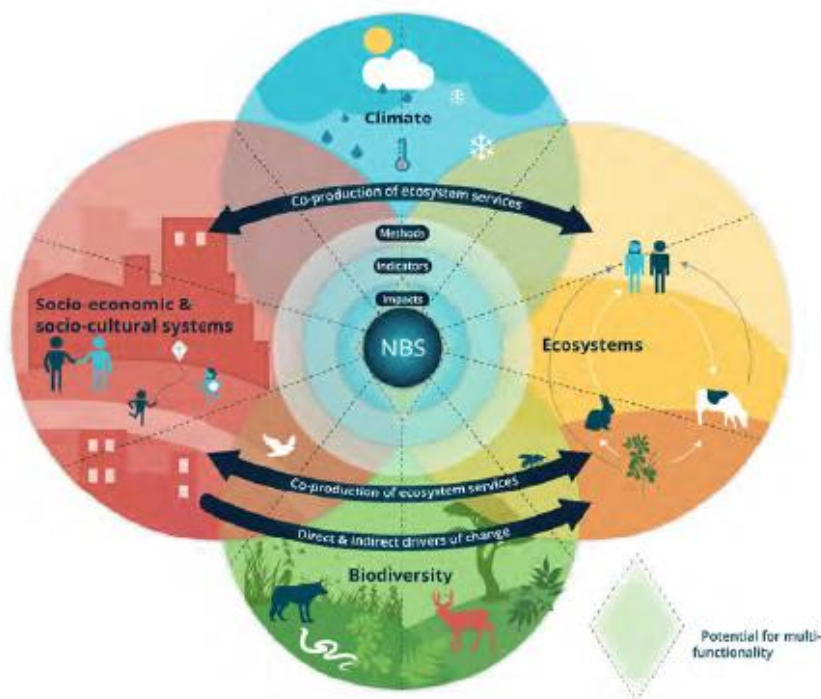 Climate
Co-production of ecosystem services
Methods
Indicators
Impacts
Socio-economic &
socio-cultural systems
NBS
Ecosystems
Co-production of ecosystem services
Direct & indirect drivers of change
Biodiversity
Potential for multi-
functionality